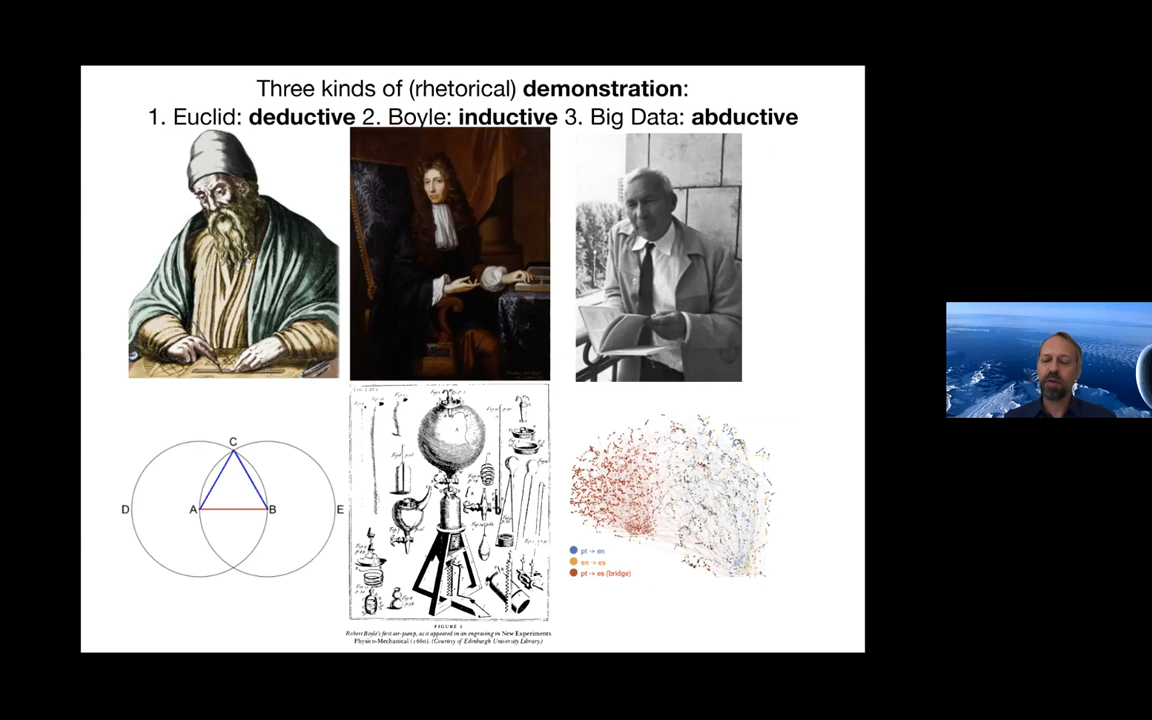 Three kinds of (rhetorical) demonstration:
1. Euclid: deductive 2. Boyle: inductive 3. Big Data: abductive
C
D
A
B
E
pt -> en
en -> es
pt -> es (bridge)
FIGURE 1
Robert Boyle's first air-pump, as it appeared in an engraving in New Experiments
Physico-Mechanical (1660). (Courtesy of Edinburgh University Library.)